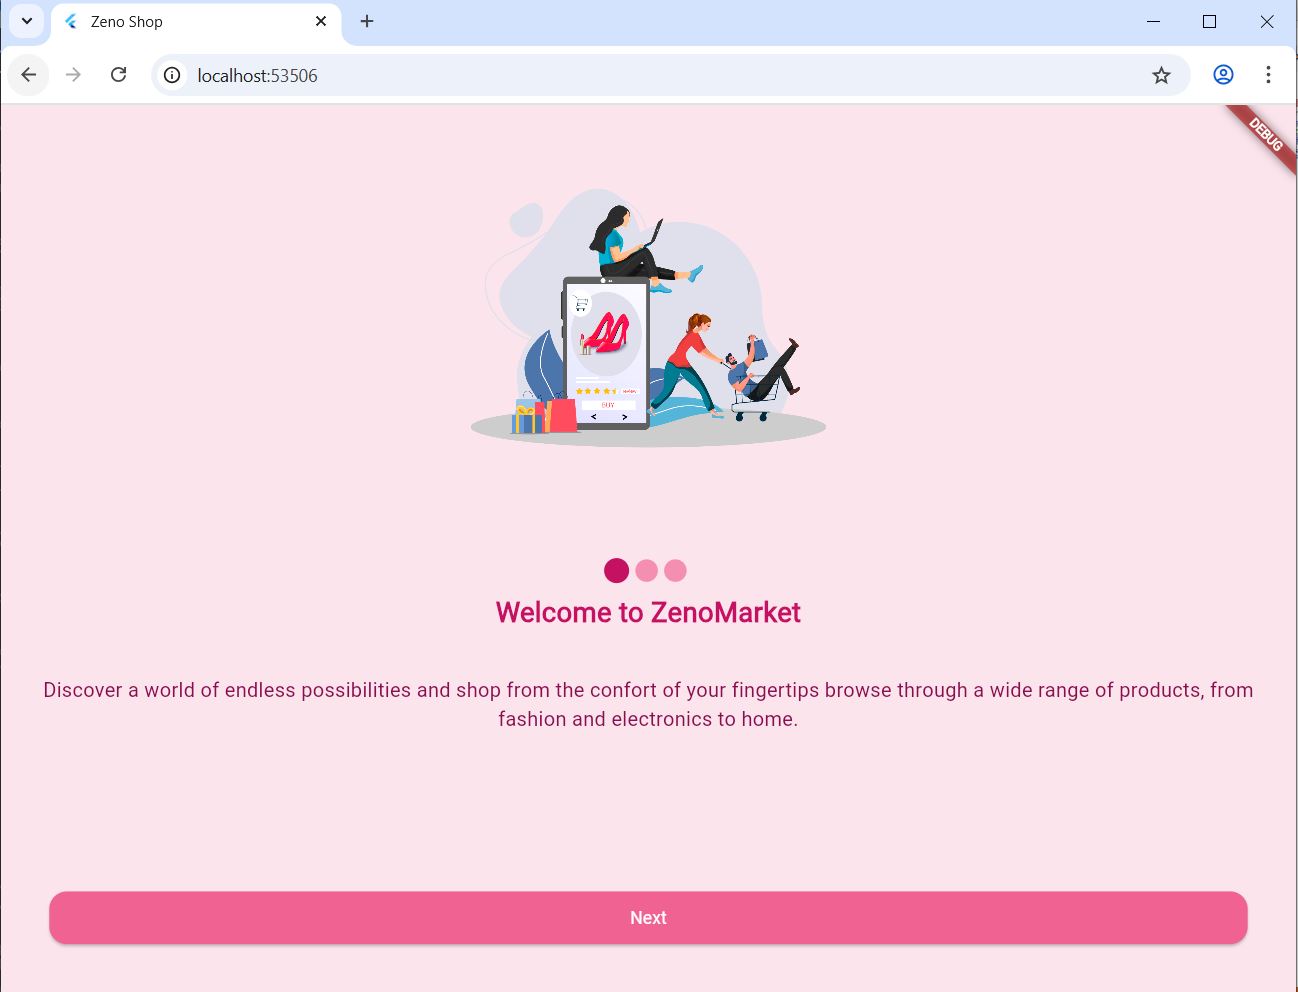 Zeno Shop
localhost:53506
DEBUG
Review
BUY
Welcome to ZenoMarket
Discover a world of endless possibilities and shop from the confort of your fingertips browse through a wide range of products, from
fashion and electronics to home.
Next